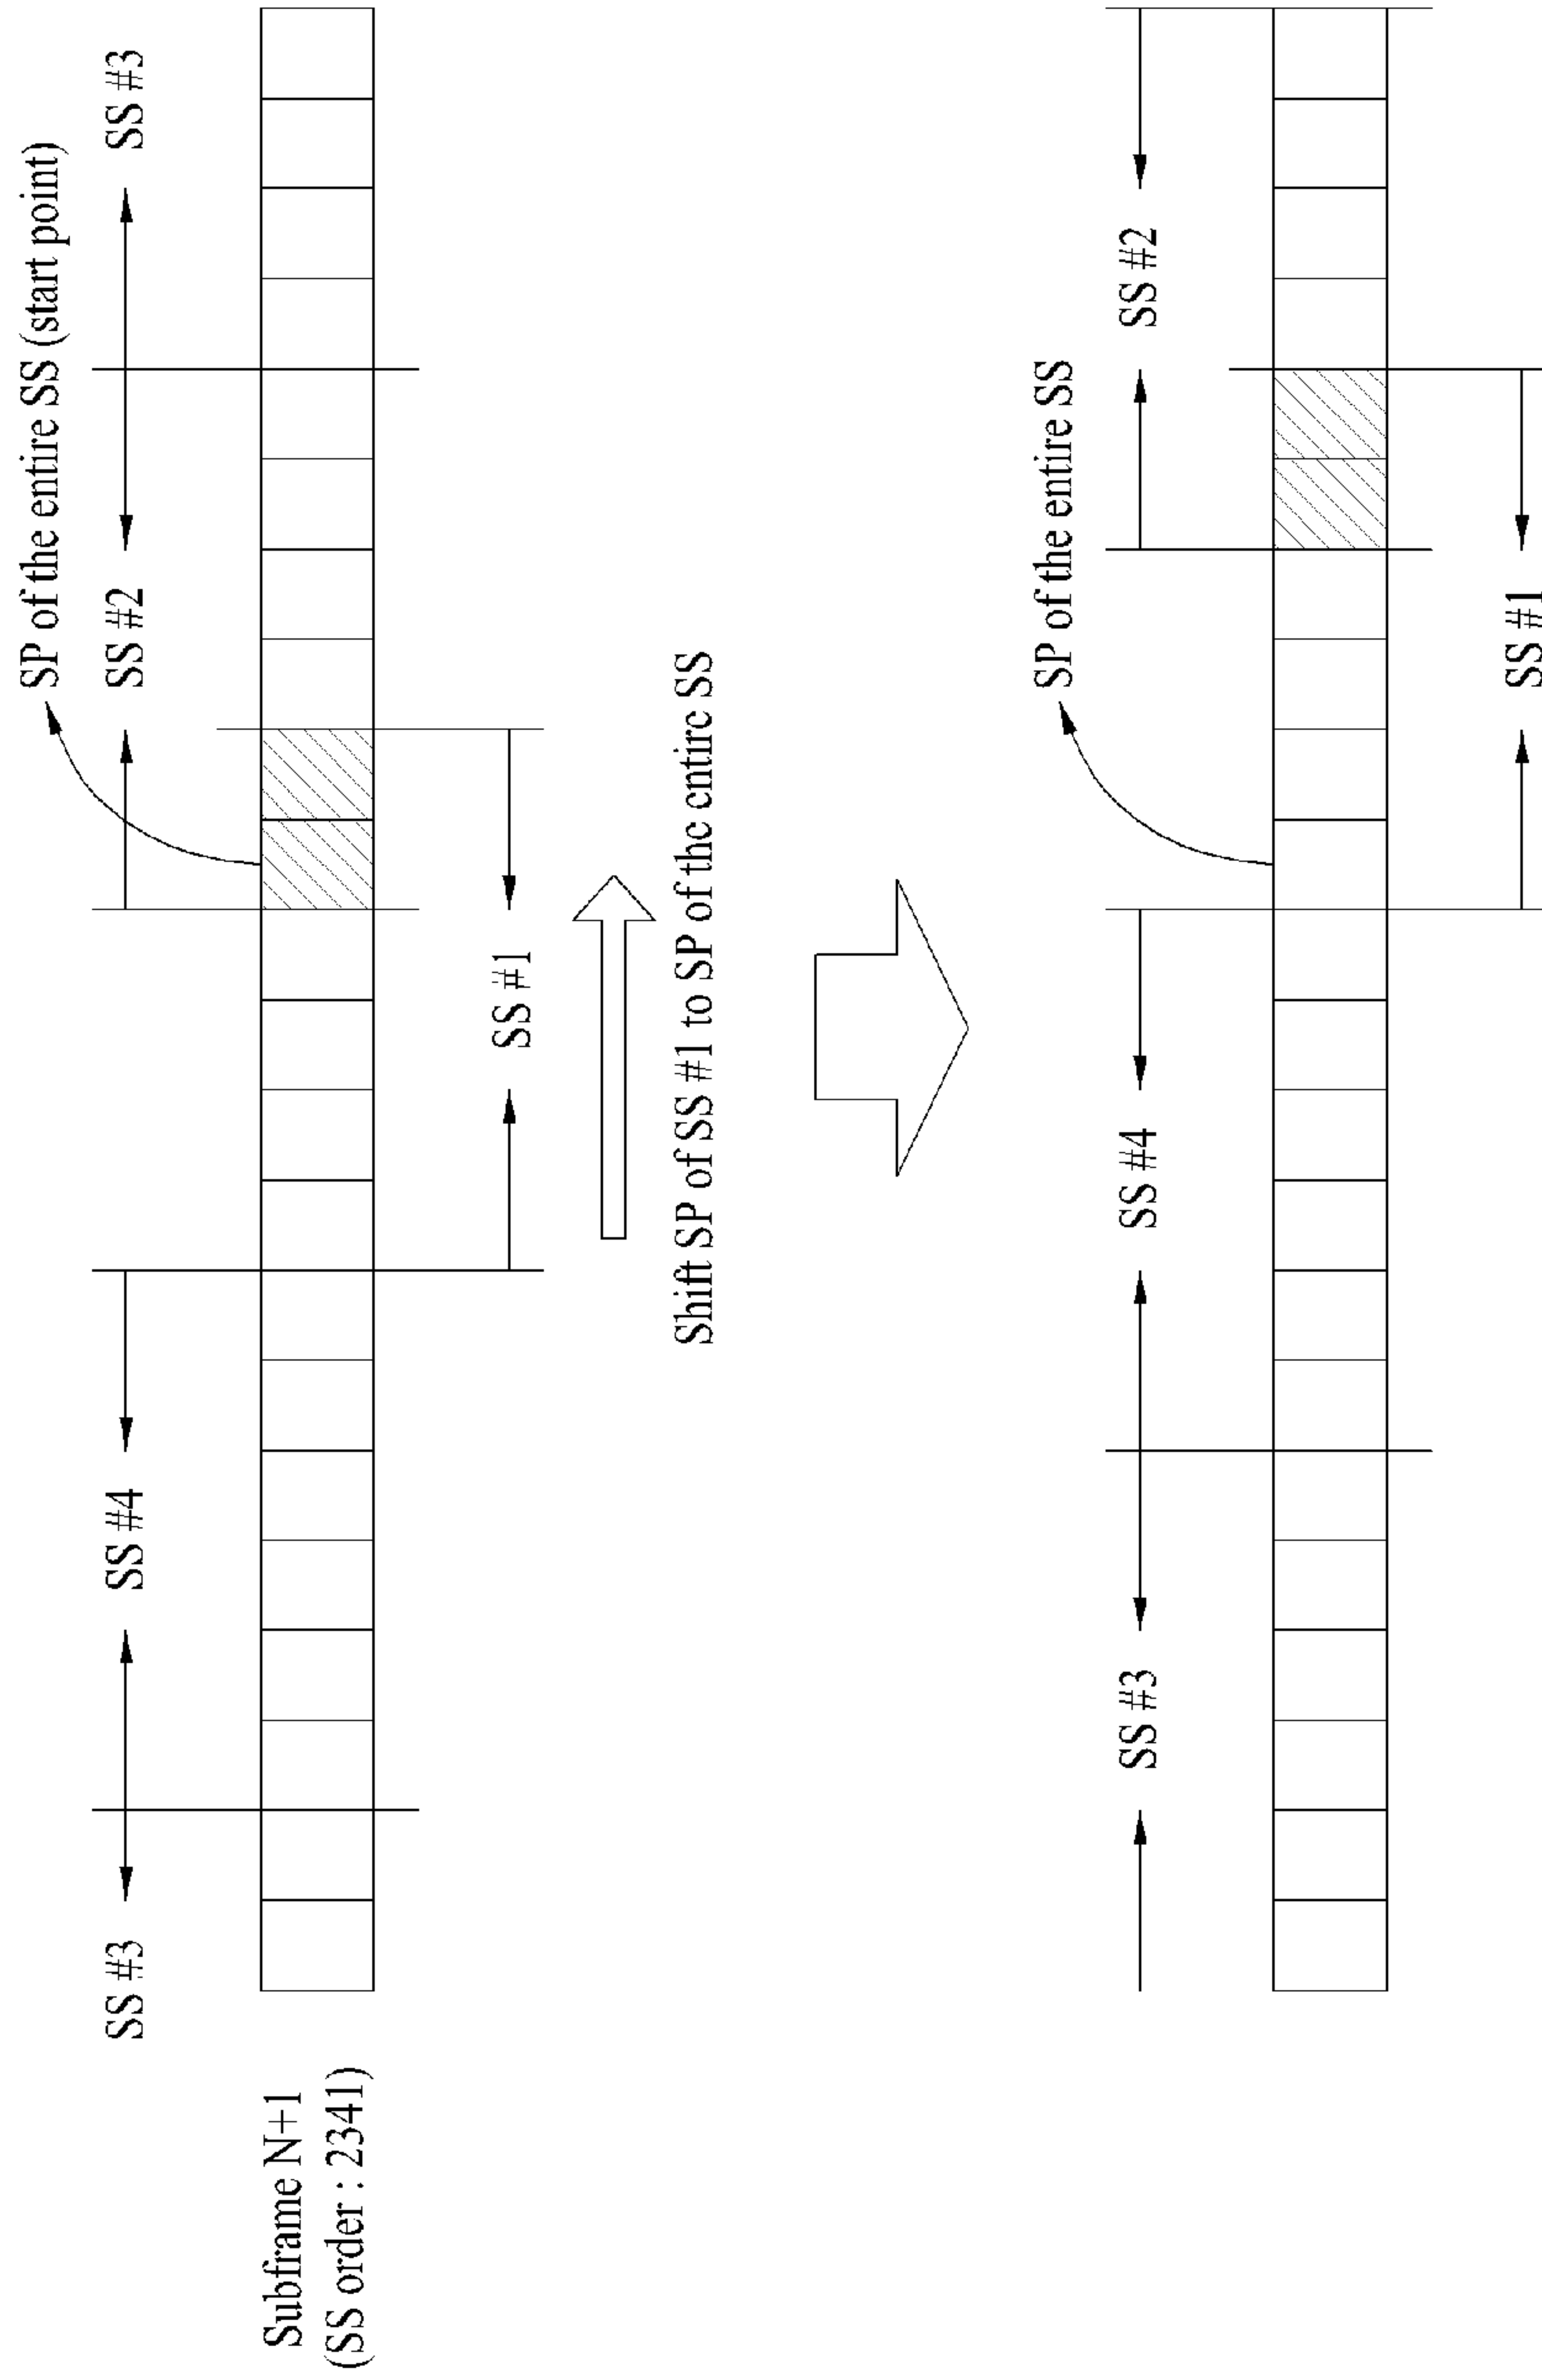 Subframe N+1
(SS order : 2341)
SS #3
SS #4
SS #1
SS #2
SS #3
SP of the entire SS (start point)
Shift SP of SS #1 to SP of the entire SS
SS #3
SS #4
SS #1
SS #2
SP of the entire SS